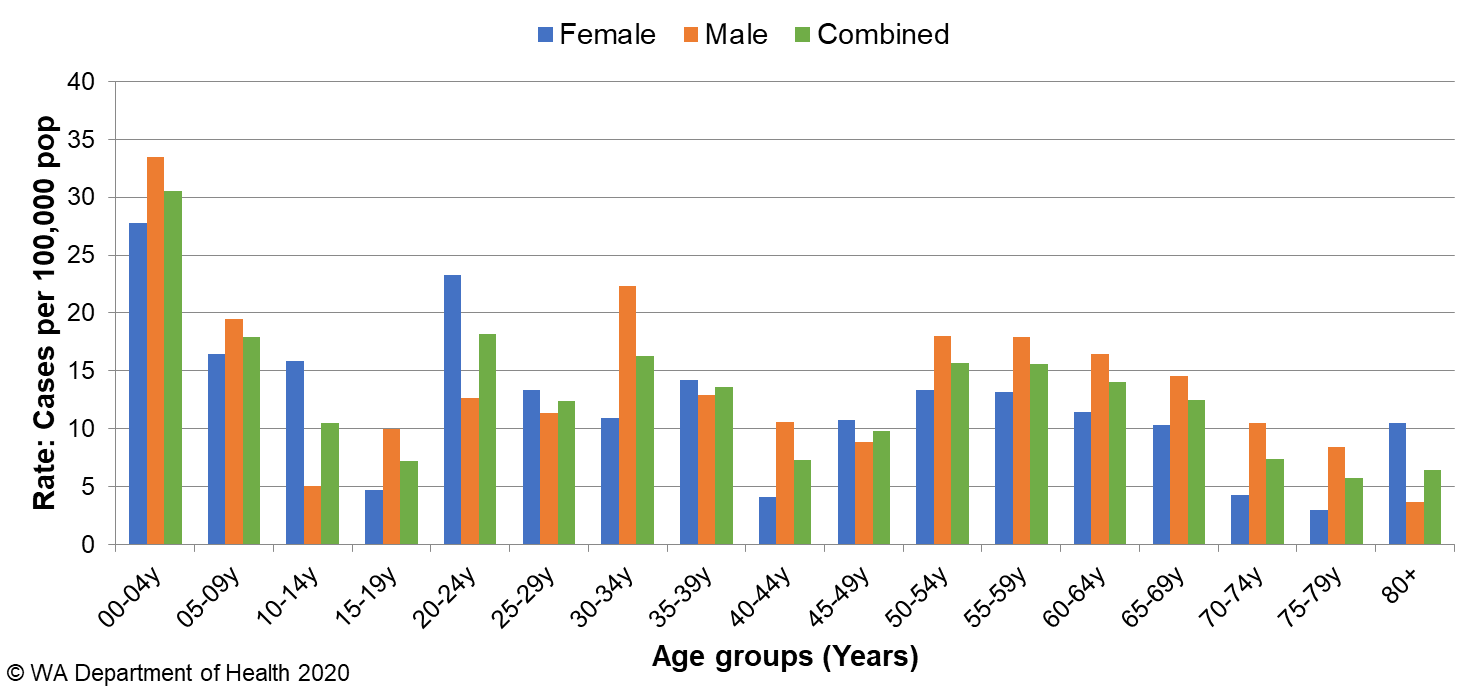 Female Male Combined
Rate: Cases per 100,000 pop
40
35
30
25
20
15
10
5
0
00-04y 05-09y 10-14y 15-19y 20-24y 25-29y 30-34y 35-39y 40-44y 45-49y 50-54y 55-59y 60-64y 65-69y 70-74y 75-79y 80+
Age groups (Years)
© WA Department of Health 2020